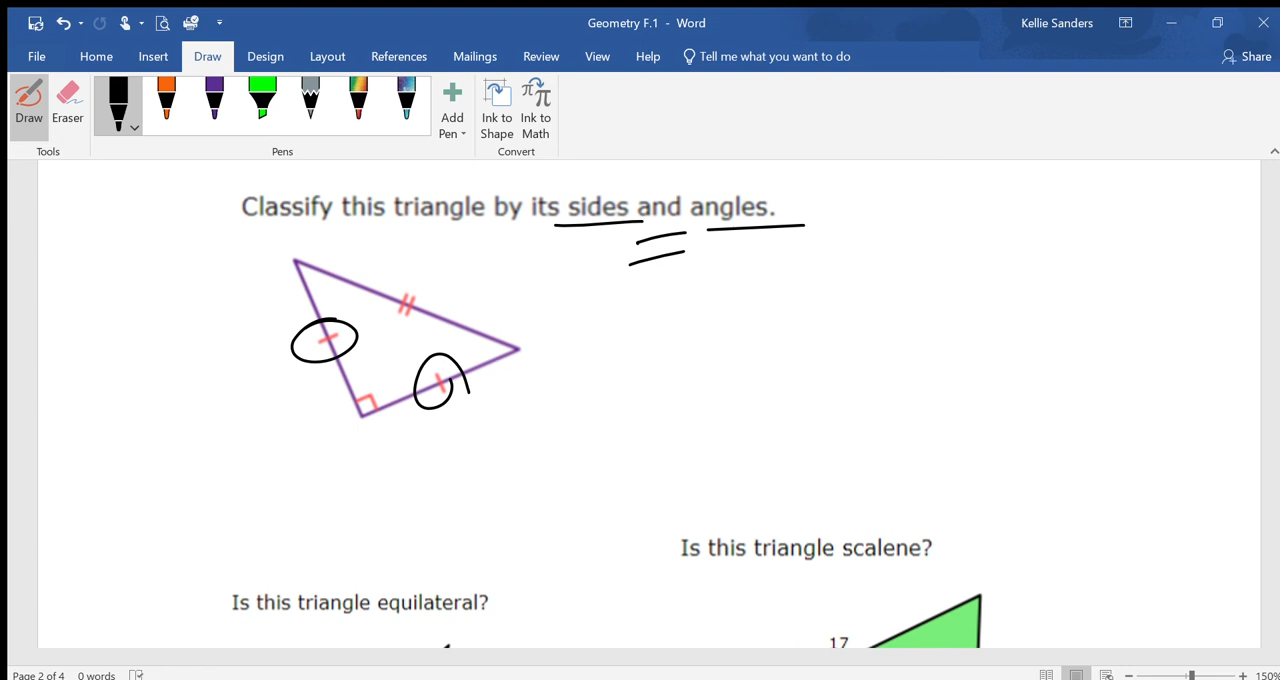 Geometry F.1 - Word
Kellie Sanders
File Home Insert Draw Design Layout References Mailings Review View Help Tell me what you want to do Share
Draw Eraser Add Pen Ink to Shape Ink to Math
Tools Pens Convert
Classify this triangle by its sides and angles.
Is this triangle scalene?
Is this triangle equilateral?
17
Page 2 of 4 0 words 150%